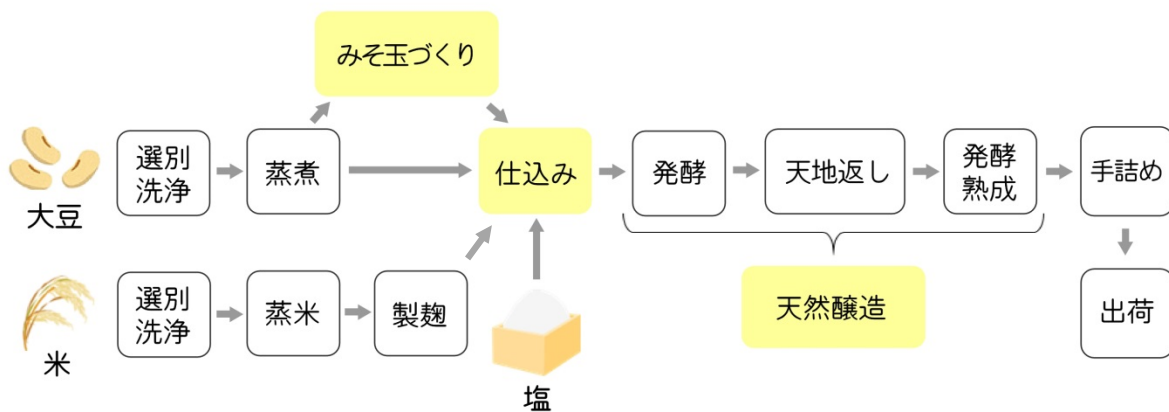 みそ玉づくり
大豆
選別
洗浄
蒸煮
仕込み
発酵
天地返し
発酵
熟成
手詰め
米
選別
洗浄
蒸米
製麹
塩
天然醸造
出荷